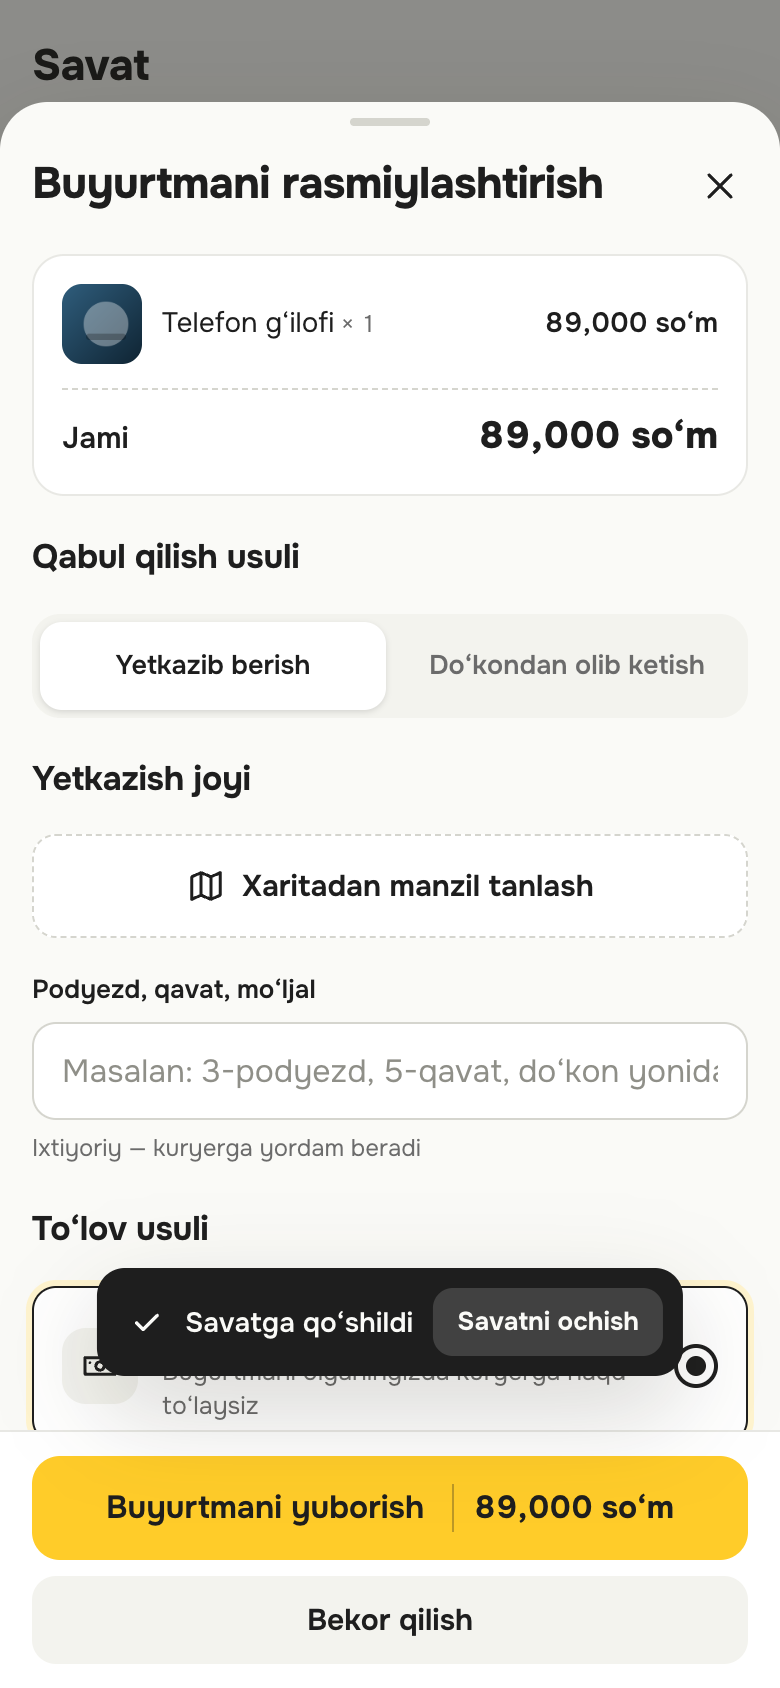 Savat
Buyurtmani rasmiylashtirish
Telefon g‘ilofi × 1
89,000 so‘m
Jami
89,000 so‘m
Qabul qilish usuli
Yetkazib berish
Do‘kondan olib ketish
Yetkazish joyi
Xaritadan manzil tanlash
Podyezd, qavat, mo‘ljal
Masalan: 3-podyezd, 5-qavat, do‘kon yonida
Ixtiyoriy — kuryerga yordam beradi
To‘lov usuli
Savatga qo‘shildi
Savatni ochish
to‘laysiz
Buyurtmani yuborish
89,000 so‘m
Bekor qilish